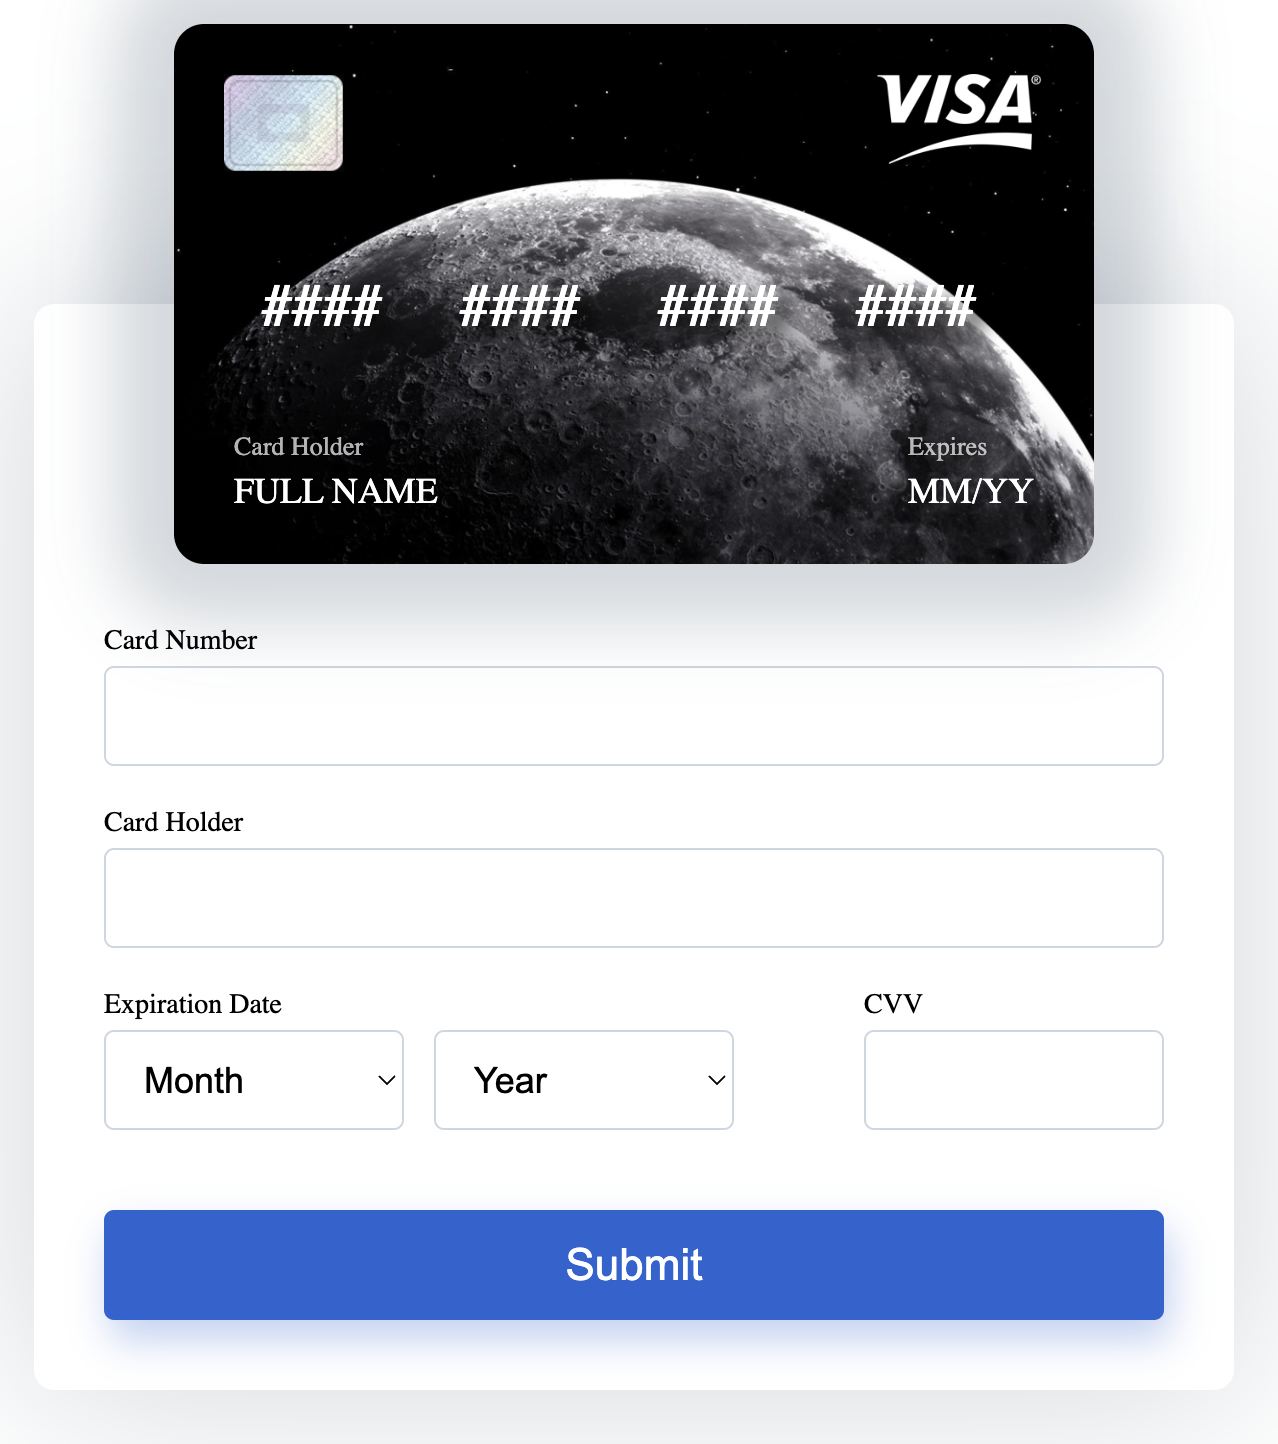 VISA®
#### #### #### ####
Card Holder Expires
FULL NAME MM/YY
Card Number
Card Holder
Expiration Date CVV
Month Year
Submit